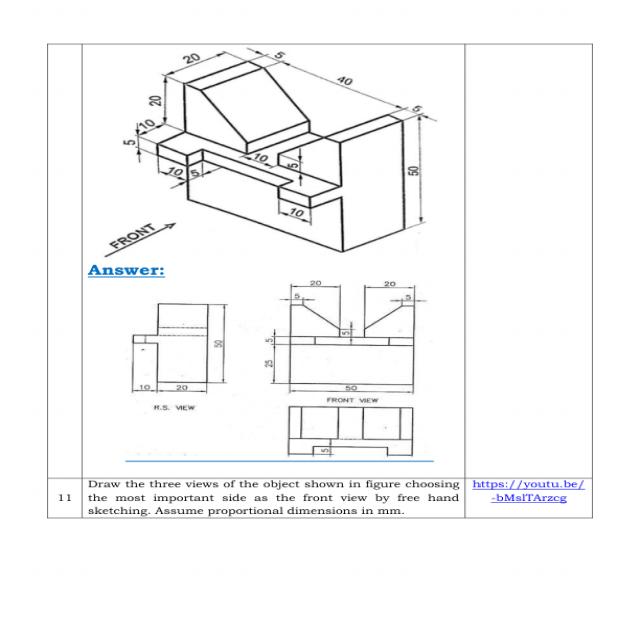 20
5
40
5
20
10
5
10
5
10
5
50
10
FRONT
Answer:
20
20
5
5
5
5
50
25
10
20
50
R.S. VIEW
FRONT VIEW
5
11
Draw the three views of the object shown in figure choosing
the most important side as the front view by free hand
sketching. Assume proportional dimensions in mm.
https://youtu.be/
-bMslTArzcg